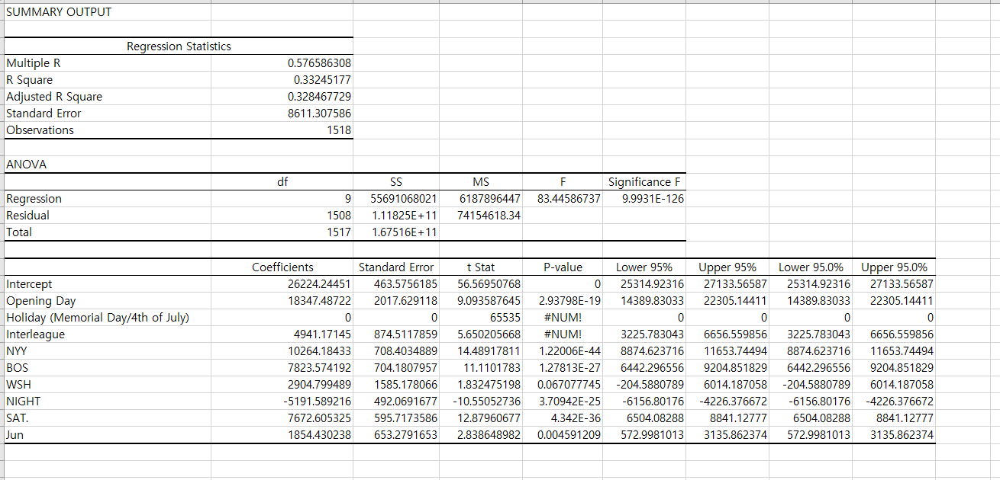 SUMMARY OUTPUT
Regression Statistics
Multiple R 0.576586308
R Square 0.33245177
Adjusted R Square 0.328467729
Standard Error 8611.307586
Observations 1518
ANOVA
df SS MS F Significance F
Regression 9 55691068021 6187896447 83.44586737 9.9931E-126
Residual 1508 1.11825E+11 74154618.34
Total 1517 1.67516E+11
Coefficients Standard Error t Stat P-value Lower 95% Upper 95% Lower 95.0% Upper 95.0%
Intercept 26224.24451 463.5756185 56.56950768 0 25314.92316 27133.56587 25314.92316 27133.56587
Opening Day 18347.48722 2017.629118 9.093587645 2.93798E-19 14389.83033 22305.14411 14389.83033 22305.14411
Holiday (Memorial Day/4th of July) 0 0 65535 #NUM! 0 0 0 0
Interleague 4941.17145 874.5117859 5.650205668 #NUM! 3225.783043 6656.559856 3225.783043 6656.559856
NYY 10264.18433 708.4034889 14.48917811 1.22006E-44 8874.623716 11653.74494 8874.623716 11653.74494
BOS 7823.574192 704.1807957 11.1101783 1.27813E-27 6442.296556 9204.851829 6442.296556 9204.851829
WSH 2904.799489 1585.178066 1.832475198 0.067077745 -204.5880789 6014.187058 -204.5880789 6014.187058
NIGHT -5191.589216 492.0691677 -10.55052736 3.70942E-25 -6156.80176 -4226.376672 -6156.80176 -4226.376672
SAT. 7672.605325 595.7173586 12.87960677 4.342E-36 6504.08288 8841.12777 6504.08288 8841.12777
Jun 1854.430238 653.2791653 2.838648982 0.004591209 572.9981013 3135.862374 572.9981013 3135.862374